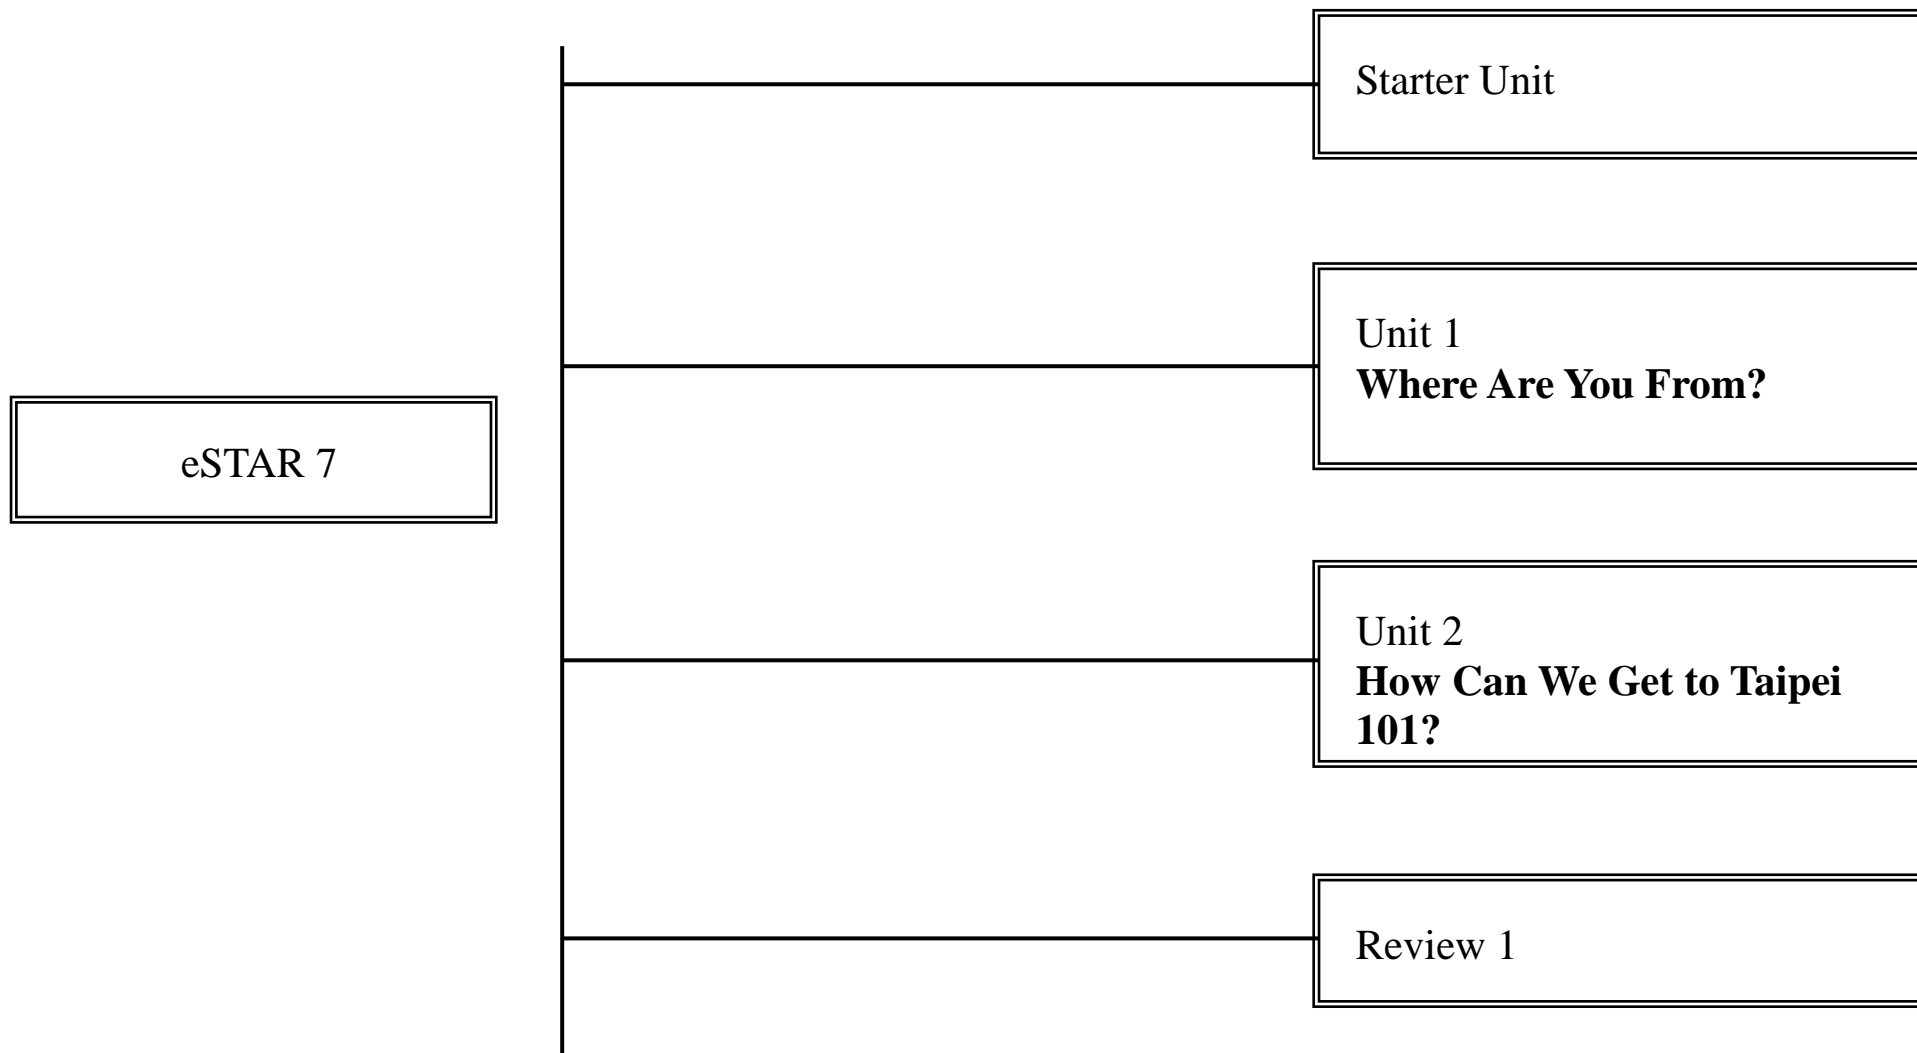 Starter Unit
Unit 1
Where Are You From?
eSTAR 7
Unit 2
How Can We Get to Taipei
101?
Review 1